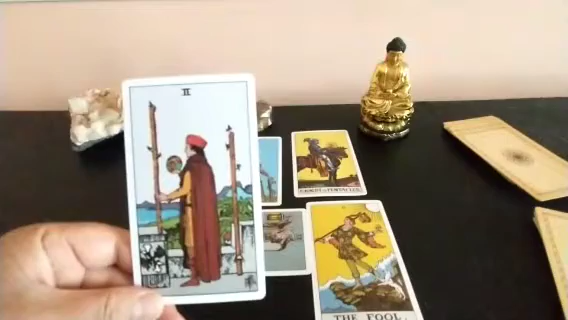 II
KNIGHT of PENTACLES.
THE FOOL.